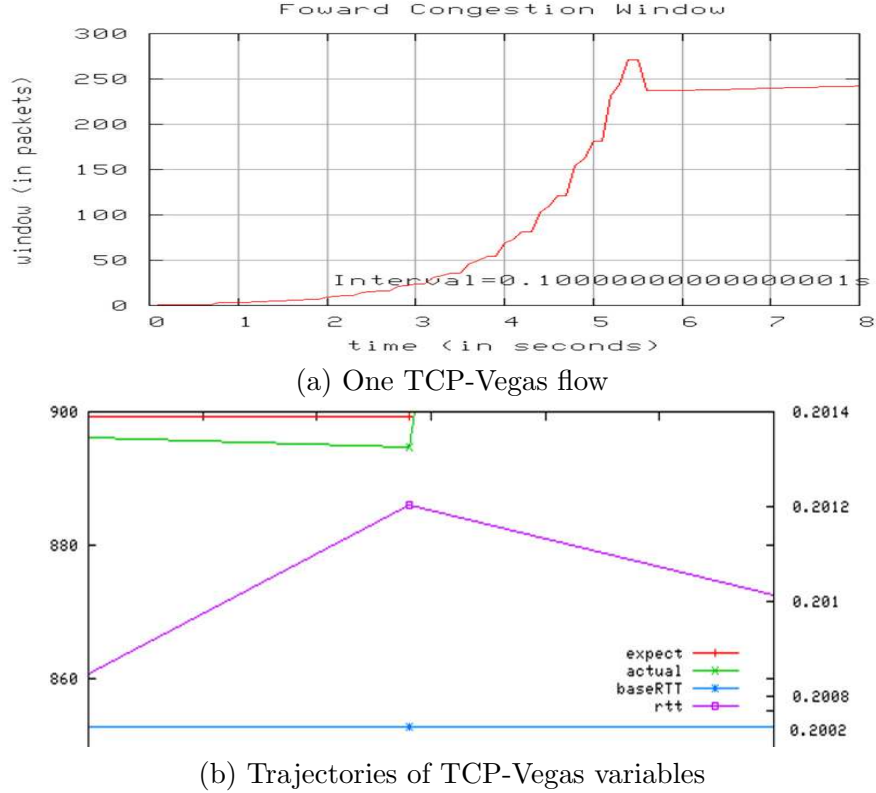 Foward Congestion Window
300
250
200
150
100
50
0
window (in packets)
Interval=0.10000000000000001s
0 1 2 3 4 5 6 7 8
time (in seconds)
(a) One TCP-Vegas flow
900
880
860
0.2014
0.2012
0.201
0.2008
0.2002
expect
actual
baseRTT
rtt
(b) Trajectories of TCP-Vegas variables